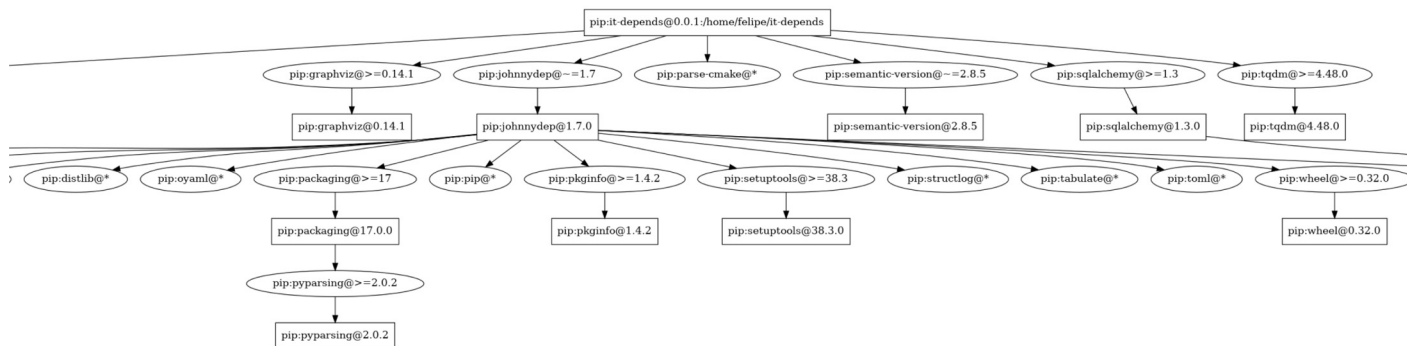 pip:it-depends@0.0.1:/home/felipe/it-depends
pip:graphviz@>=0.14.1
pip:johnnydep@~=1.7
pip:parse-cmake@*
pip:semantic-version@~=2.8.5
pip:sqlalchemy@>=1.3
pip:tqdm@>=4.48.0
pip:graphviz@0.14.1
pip:johnnydep@1.7.0
pip:semantic-version@2.8.5
pip:sqlalchemy@1.3.0
pip:tqdm@4.48.0
pip:distlib@*
pip:oyaml@*
pip:packaging@>=17
pip:pip@*
pip:pkginfo@>=1.4.2
pip:setuptools@>=38.3
pip:structlog@*
pip:tabulate@*
pip:toml@*
pip:wheel@>=0.32.0
pip:packaging@17.0.0
pip:pkginfo@1.4.2
pip:setuptools@38.3.0
pip:wheel@0.32.0
pip:pyparsing@>=2.0.2
pip:pyparsing@2.0.2